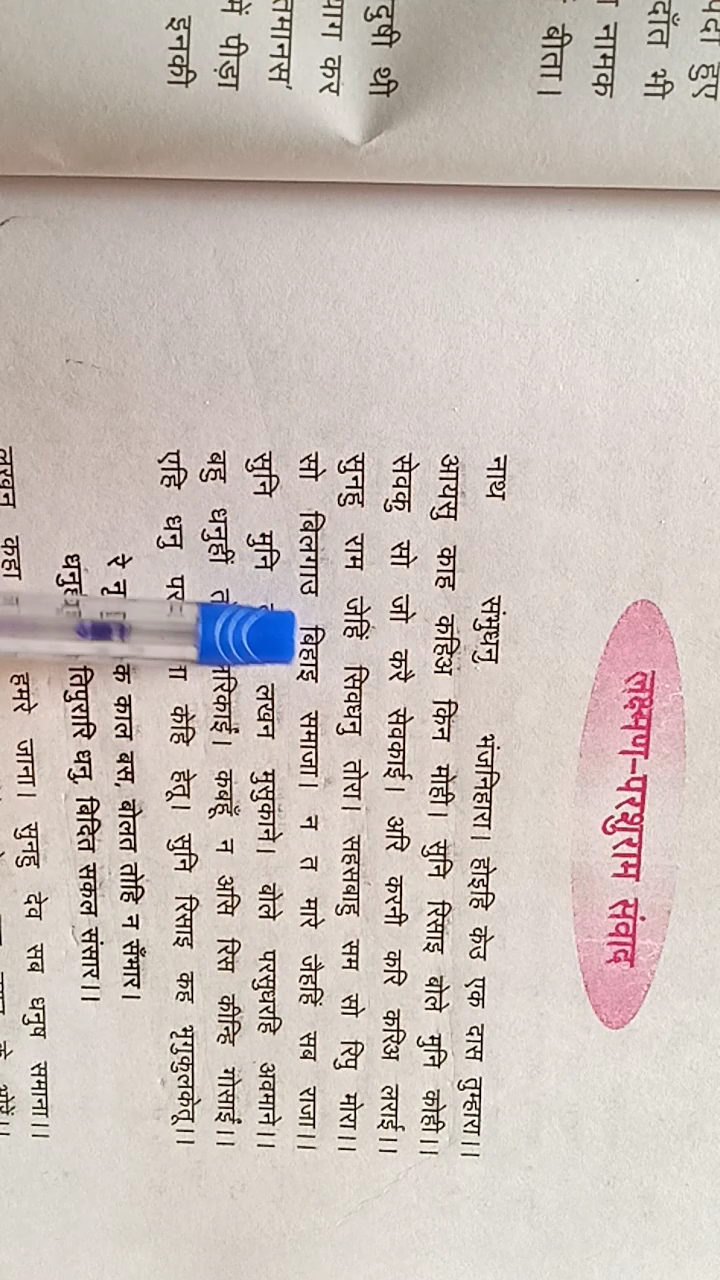 पदा हुए
दाँत भी
नामक
बीता।
डुपी थी
पान कर
तमानस'
में पीड़ा
इनकी
लक्ष्मण-परशुराम संवाद
नाथ संभुधनु भंजनिहारा। होइहि केउ एक दास तुम्हारा।।
आयसु काह कहिअ किन मोही। सुनि रिसाइ बोले मुनि कोही।।
सेवकु सो जो करै सेवकाई। अरि करनी करि करिअ लराई।।
सुनहु राम जेहिं सिवधनु तोरा। सहसबाहु सम सो रिपु मोरा।।
सो बिलगाउ बिहाइ समाजा। न त मारे जैहहिं सब राजा।।
सुनि मुनि लखन मुसुकाने। बोले परसुधरहि अवमाने।।
बहु धनुहीं रिकाईं। कबहुँ न असि रिस कीन्हि गोसाईं।।
एहि धनु पर ता केहि हेतू। सुनि रिसाइ कह भृगुकुलकेतू।।
रे नृ क काल बस, बोलत तोहि न सँभार।
धनुही तिपुरारि धनु, बिदित सकल संसार।।
लखन कहा हमरे जाना। सुनहु देव सब धनुष समाना।।